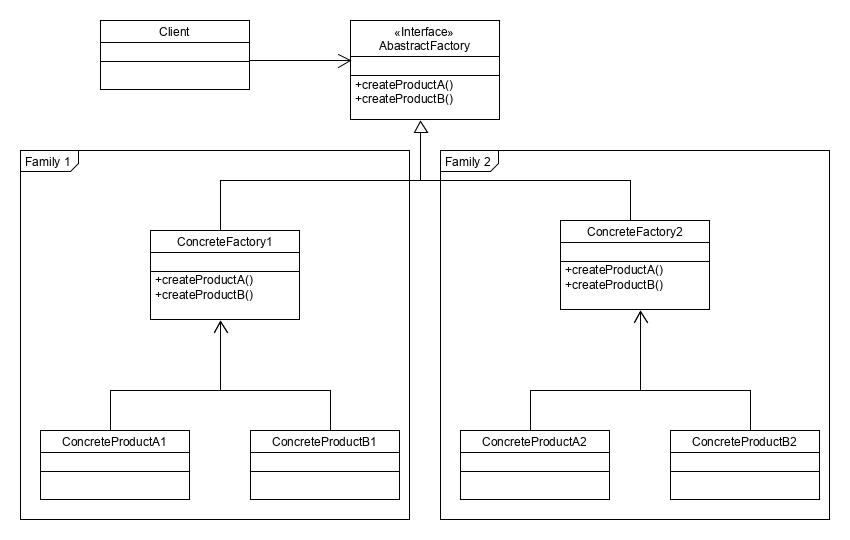 Client
«Interface»
AbastractFactory
+createProductA()
+createProductB()
Family 1
Family 2
ConcreteFactory1
+createProductA()
+createProductB()
ConcreteFactory2
+createProductA()
+createProductB()
ConcreteProductA1
ConcreteProductB1
ConcreteProductA2
ConcreteProductB2